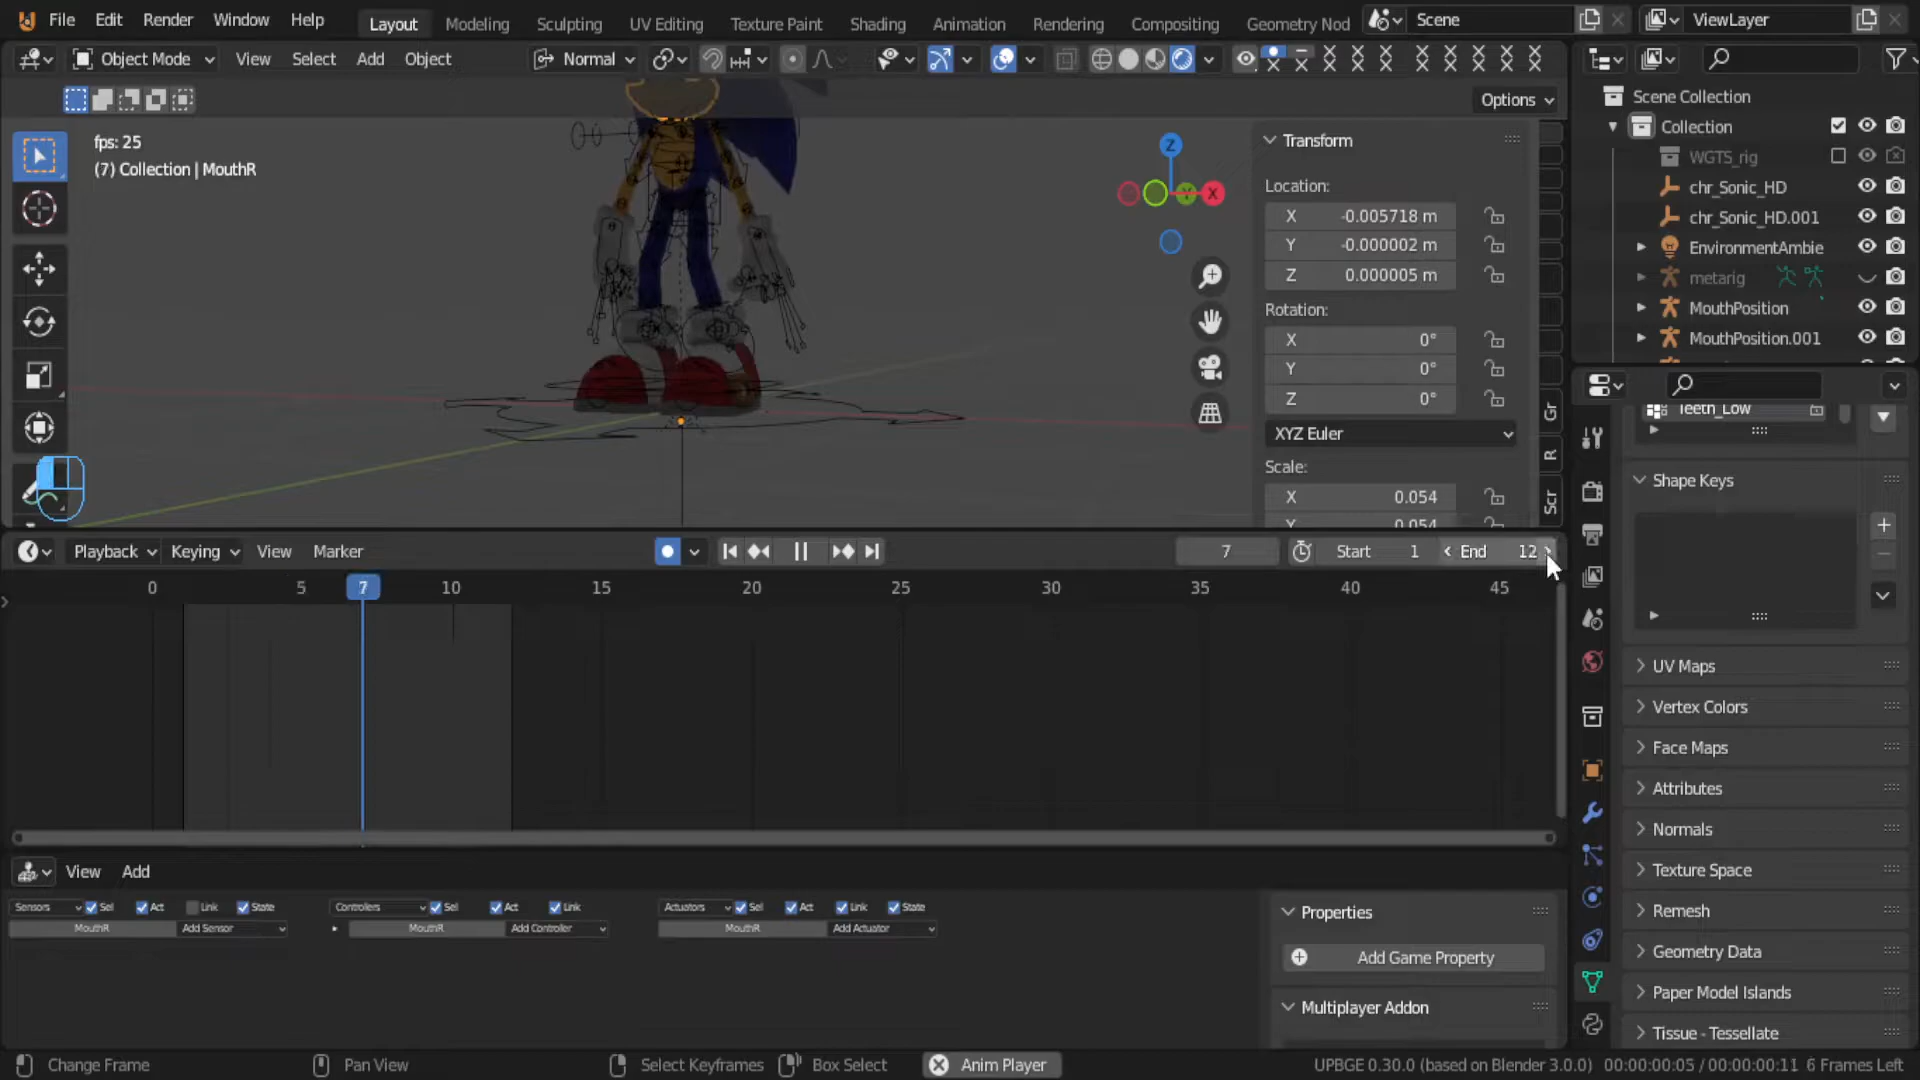 File Edit Render Window Help Layout Modeling Sculpting UV Editing Texture Paint Shading Animation Rendering Compositing Geometry Nod Scene ViewLayer
Object Mode View Select Add Object Normal
Options
fps: 25
(7) Collection | MouthR
Z
Y
X
Transform
Location:
X -0.005718 m
Y -0.000002 m
Z 0.000005 m
Rotation:
X 0°
Y 0°
Z 0°
XYZ Euler
Scale:
X 0.054
Y 0.054
Gr
R
Scr
Scene Collection
Collection
WGTS_rig
chr_Sonic_HD
chr_Sonic_HD.001
EnvironmentAmbie
metarig
MouthPosition
MouthPosition.001
Teeth_Low
Shape Keys
UV Maps
Vertex Colors
Face Maps
Attributes
Normals
Texture Space
Remesh
Geometry Data
Paper Model Islands
Tissue - Tessellate
Playback Keying View Marker 7 Start 1 End 12
0 5 7 10 15 20 25 30 35 40 45
View Add
Sensors Sel Act Link State Controllers Sel Act Link Actuators Sel Act Link State
MouthR Add Sensor MouthR Add Controller MouthR Add Actuator
Properties
Add Game Property
Multiplayer Addon
Change Frame Pan View Select Keyframes Box Select Anim Player UPBGE 0.30.0 (based on Blender 3.0.0) 00:00:00:05 / 00:00:00:11 6 Frames Left